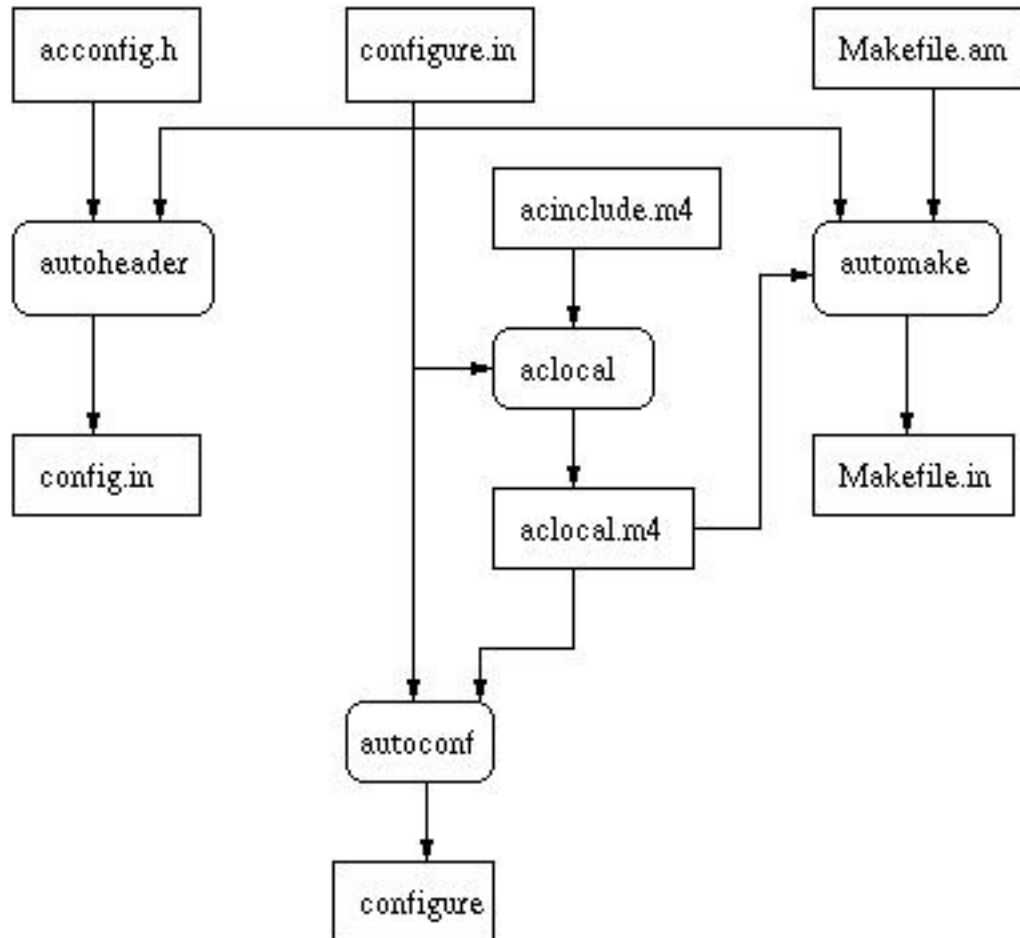 acconfig.h
configure.in
Makefile.am
acinclude.m4
autoheader
automake
aclocal
config.in
Makefile.in
aclocal.m4
autoconf
configure